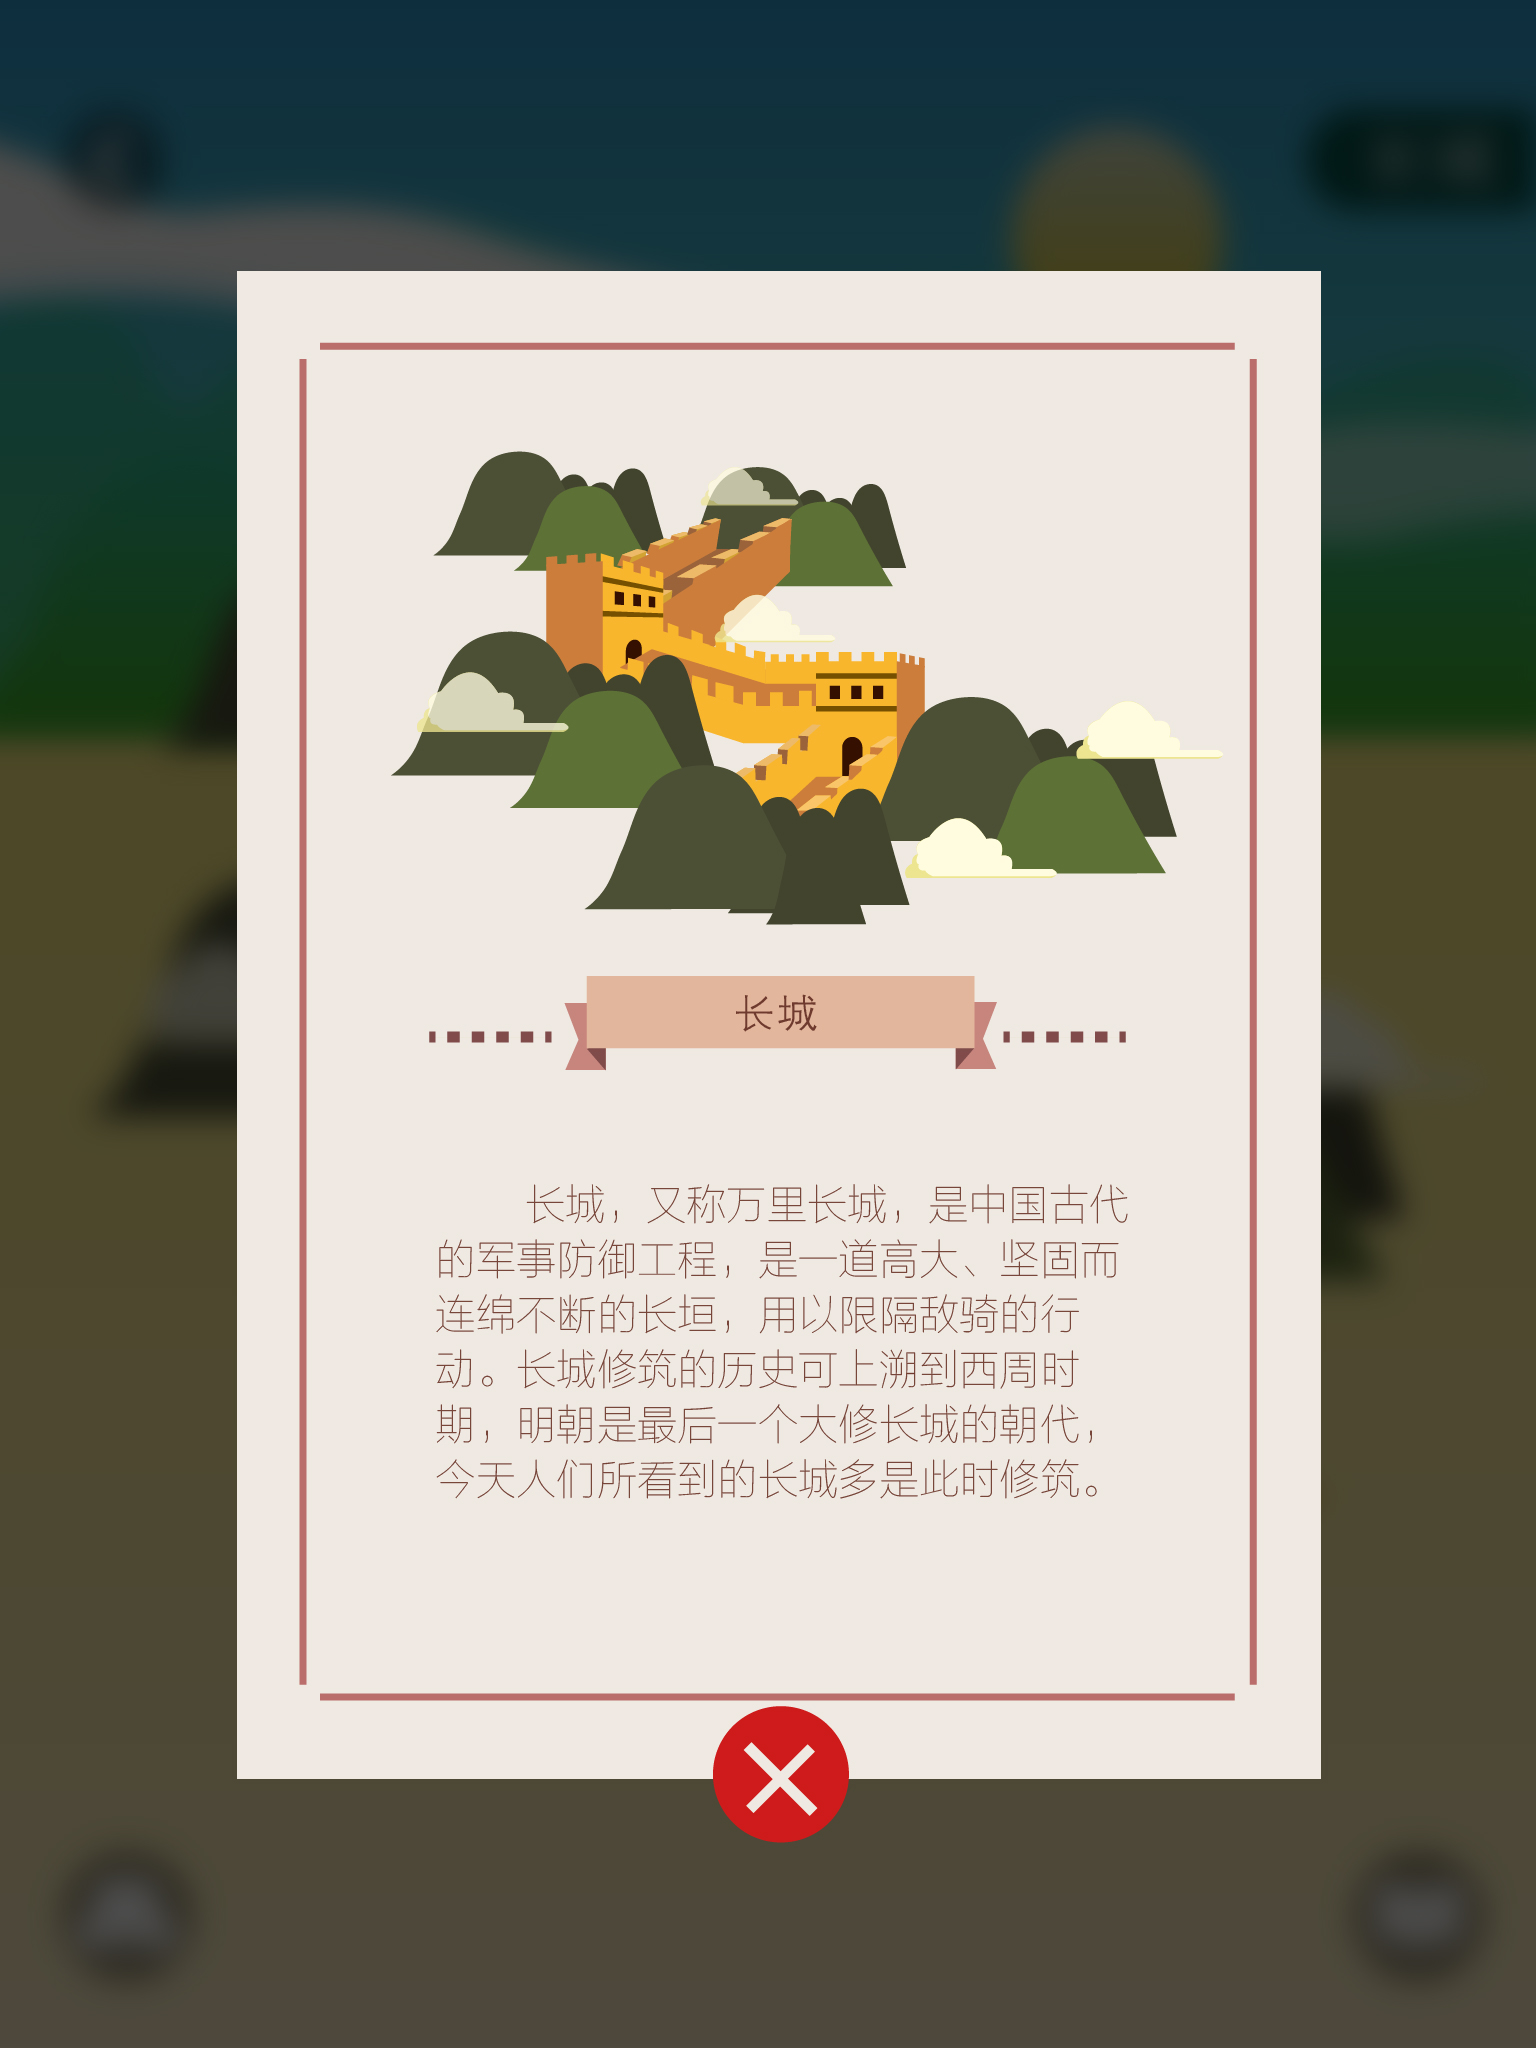 长城
长城，又称万里长城，是中国古代
的军事防御工程，是一道高大、坚固而
连绵不断的长垣，用以限隔敌骑的行
动。长城修筑的历史可上溯到西周时
期，明朝是最后一个大修长城的朝代，
今天人们所看到的长城多是此时修筑。